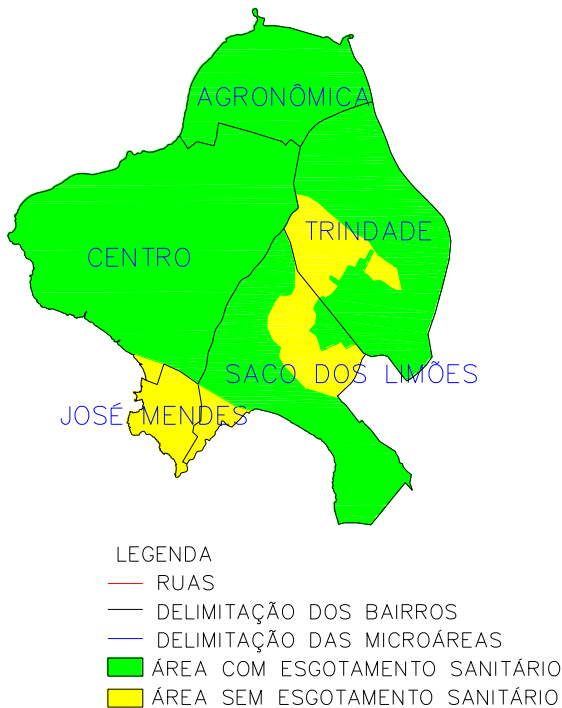 AGRONÔMICA
TRINDADE
CENTRO
SACO DOS LIMÕES
JOSÉ MENDES
LEGENDA
RUAS
DELIMITAÇÃO DOS BAIRROS
DELIMITAÇÃO DAS MICROÁREAS
ÁREA COM ESGOTAMENTO SANITÁRIO
ÁREA SEM ESGOTAMENTO SANITÁRIO